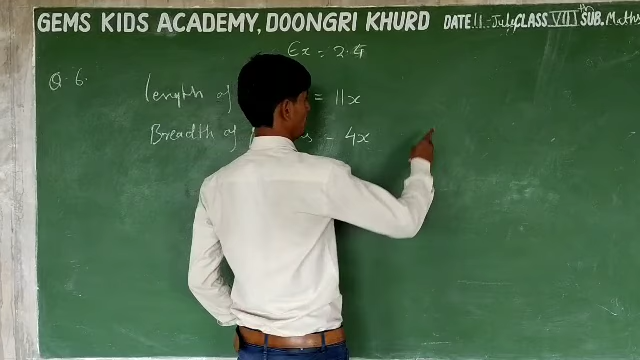 GEMS KIDS ACADEMY, DOONGRI KHURD DATE 11-July CLASS VIII th SUB. Maths
Ex = 2.4
Q.6.
length of = 11x
Breadth of = 4x